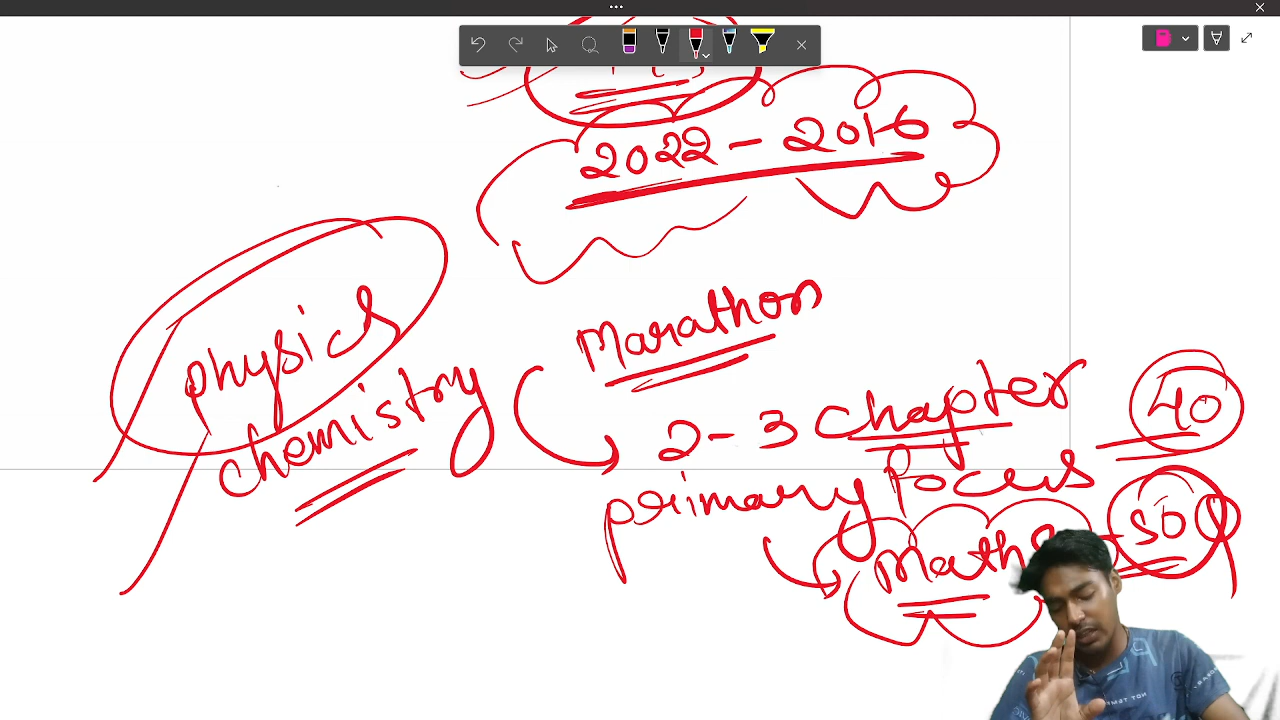 2022 - 2016
Marathon
physics
chemistry
2-3 Chapter 40
primary focus
Maths - 50